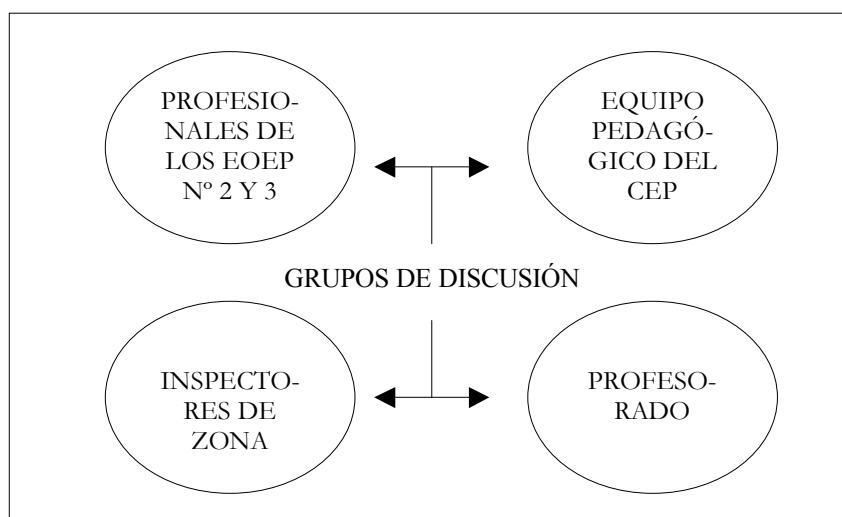 PROFESIO-
NALES DE
LOS EOEP
Nº 2 Y 3
EQUIPO
PEDAGÓ-
GICO DEL
CEP
GRUPOS DE DISCUSIÓN
INSPECTO-
RES DE
ZONA
PROFESO-
RADO